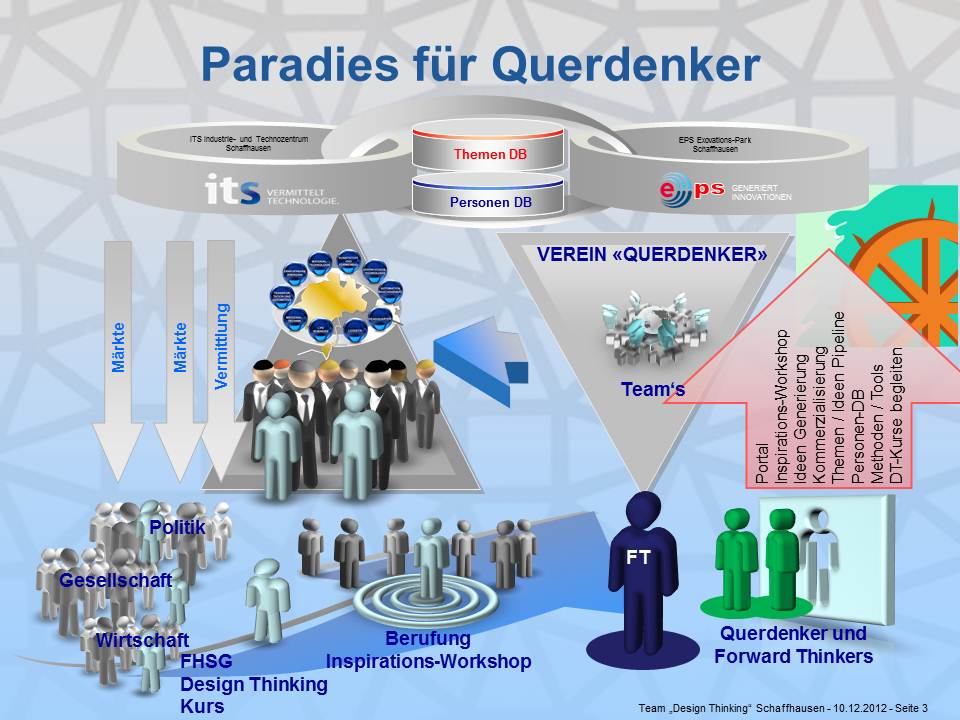 Paradies für Querdenker
ITS Industrie- und Technozentrum
Schaffhausen
its VERMITTELT
TECHNOLOGIE.
Themen DB
Personen DB
EPS Exovations-Park
Schaffhausen
ps GENERIERT
INNOVATIONEN
VEREIN «QUERDENKER»
Team's
Märkte
Märkte
Vermittlung
Portal
Inspirations-Workshop
Ideen Generierung
Kommerzialisierung
Themen / Ideen Pipeline
Personen-DB
Methoden / Tools
DT-Kurse begleiten
Politik
Gesellschaft
Wirtschaft
FHSG
Design Thinking
Kurs
Berufung
Inspirations-Workshop
FT
Querdenker und
Forward Thinkers
Team „Design Thinking“ Schaffhausen - 10.12.2012 - Seite 3